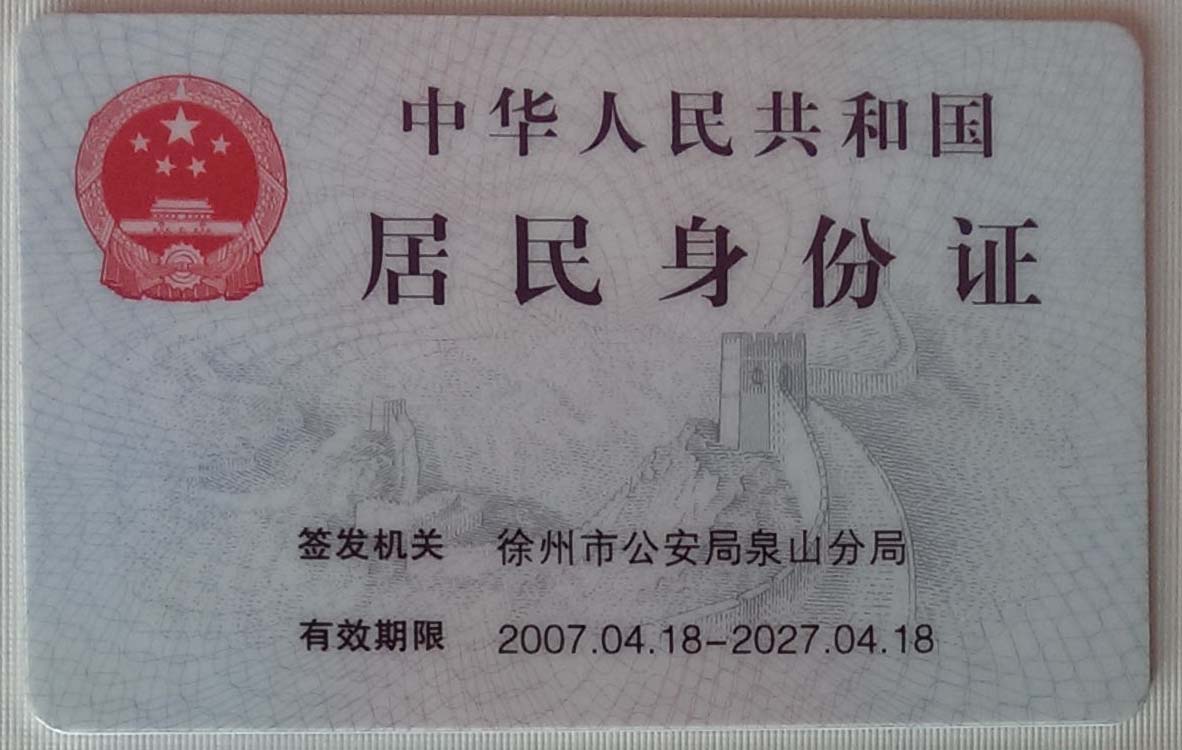 中华人民共和国
居民身份证
签发机关 徐州市公安局泉山分局
有效期限 2007.04.18-2027.04.18